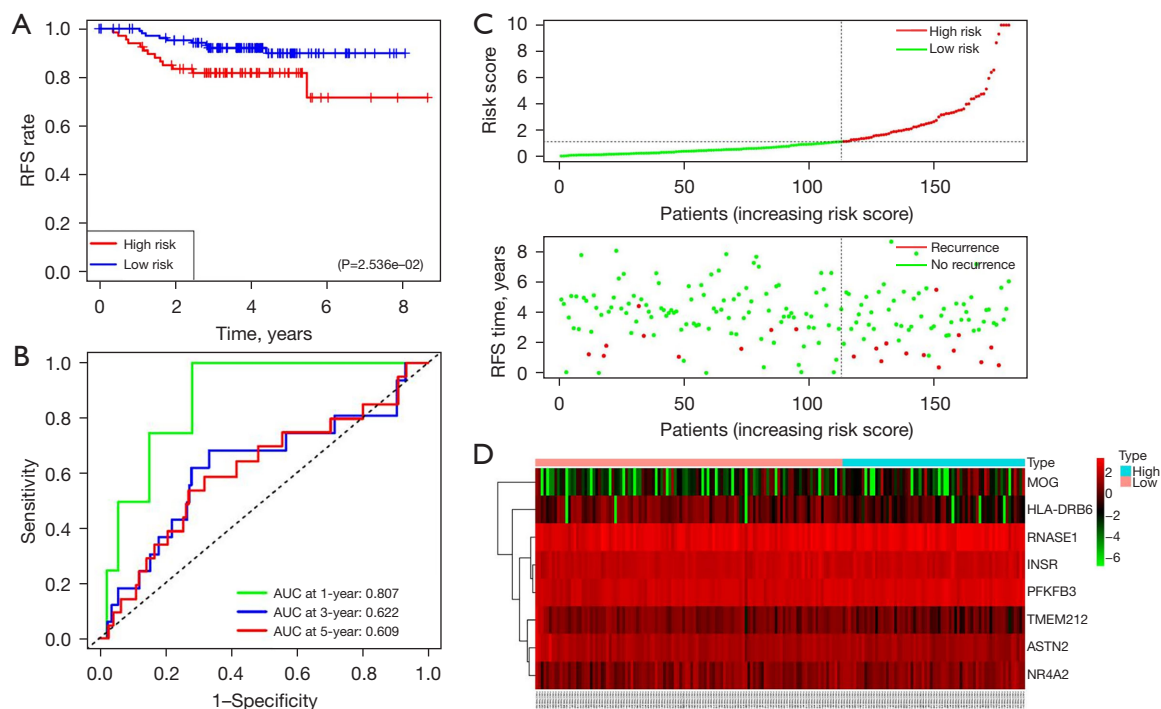 A
1.0
0.8
0.6
0.4
0.2
0.0
RFS rate
High risk
Low risk
(P=2.536e–02)
0 2 4 6 8
Time, years
B
1.0
0.8
0.6
0.4
0.2
0.0
Sensitivity
AUC at 1-year: 0.807
AUC at 3-year: 0.622
AUC at 5-year: 0.609
0.0 0.2 0.4 0.6 0.8 1.0
1–Specificity
C
10
8
6
4
2
0
Risk score
High risk
Low risk
0 50 100 150
Patients (increasing risk score)
8
6
4
2
0
RFS time, years
Recurrence
No recurrence
0 50 100 150
Patients (increasing risk score)
D
Type
MOG
HLA-DRB6
RNASE1
INSR
PFKFB3
TMEM212
ASTN2
NR4A2
2
0
−2
−4
−6
Type
High
Low